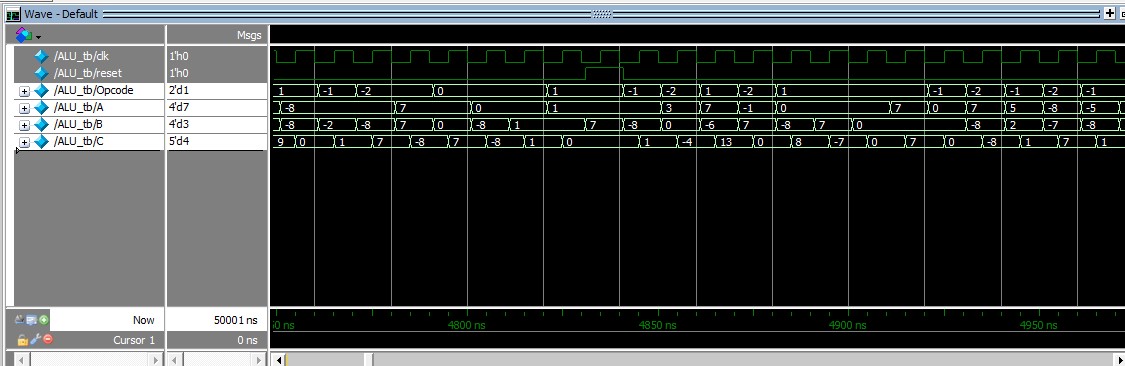 Wave - Default
Msgs
/ALU_tb/clk 1'h0
/ALU_tb/reset 1'h0
/ALU_tb/Opcode 2'd1 1 -1 -2 0 1 -1 -2 1 -2 1 -1 -2 -1 -2 -1
/ALU_tb/A 4'd7 -8 7 0 1 3 7 -1 0 7 0 7 5 -8 -5
/ALU_tb/B 4'd3 -8 -2 -8 7 0 -8 1 7 -8 0 -6 7 -8 7 0 -8 2 -7 -8
/ALU_tb/C 5'd4 9 0 1 7 -8 7 -8 1 0 1 -4 13 0 8 -7 0 7 0 -8 1 7 1
Now 50001 ns 50 ns 4800 ns 4850 ns 4900 ns 4950 ns
Cursor 1 0 ns